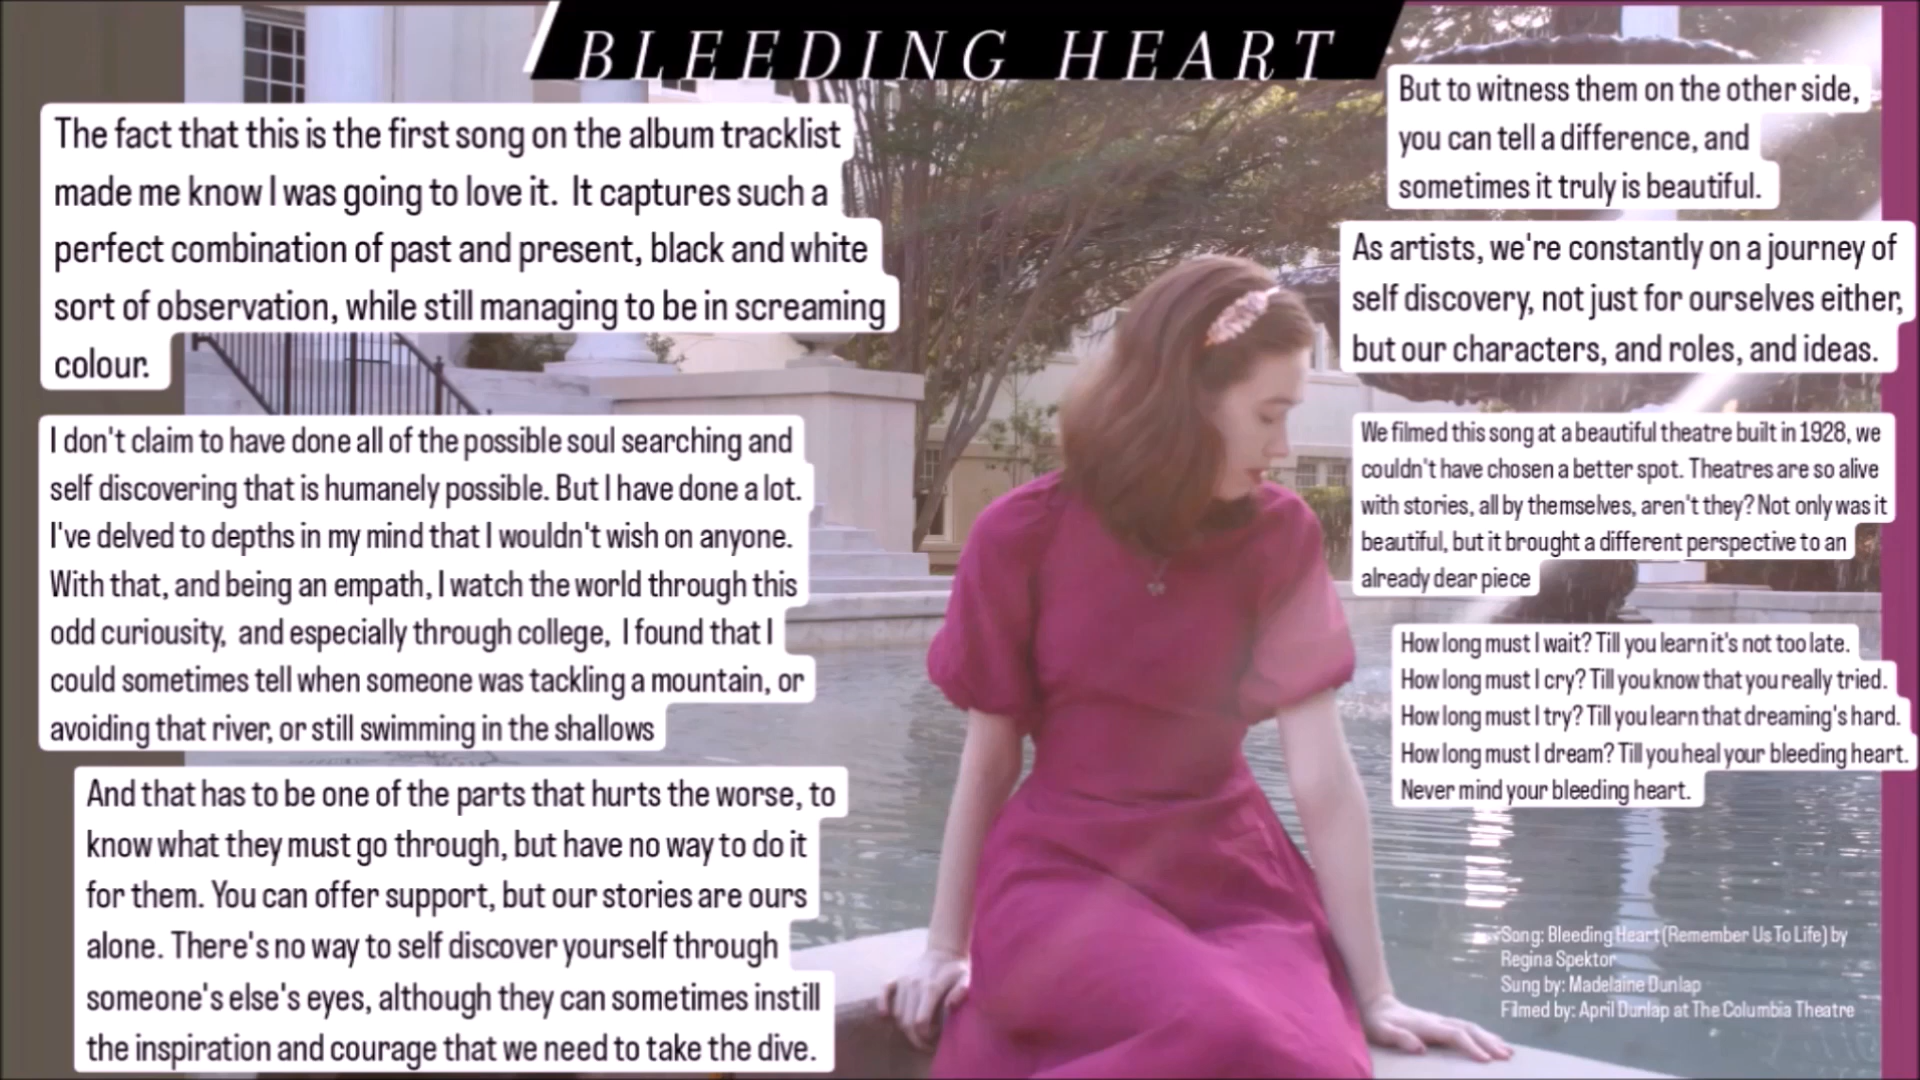 BLEEDING HEART
The fact that this is the first song on the album tracklist
made me know I was going to love it. It captures such a
perfect combination of past and present, black and white
sort of observation, while still managing to be in screaming
colour.
I don't claim to have done all of the possible soul searching and
self discovering that is humanely possible. But I have done a lot.
I've delved to depths in my mind that I wouldn't wish on anyone.
With that, and being an empath, I watch the world through this
odd curiousity, and especially through college, I found that I
could sometimes tell when someone was tackling a mountain, or
avoiding that river, or still swimming in the shallows
And that has to be one of the parts that hurts the worse, to
know what they must go through, but have no way to do it
for them. You can offer support, but our stories are ours
alone. There's no way to self discover yourself through
someone's else's eyes, although they can sometimes instill
the inspiration and courage that we need to take the dive.
But to witness them on the other side,
you can tell a difference, and
sometimes it truly is beautiful.
As artists, we're constantly on a journey of
self discovery, not just for ourselves either,
but our characters, and roles, and ideas.
We filmed this song at a beautiful theatre built in 1928, we
couldn't have chosen a better spot. Theatres are so alive
with stories, all by themselves, aren't they? Not only was it
beautiful, but it brought a different perspective to an
already dear piece
How long must I wait? Till you learn it's not too late.
How long must I cry? Till you know that you really tried.
How long must I try? Till you learn that dreaming's hard.
How long must I dream? Till you heal your bleeding heart.
Never mind your bleeding heart.
Song: Bleeding Heart (Remember Us To Life) by
Regina Spektor
Sung by: Madelaine Dunlap
Filmed by: April Dunlap at The Columbia Theatre